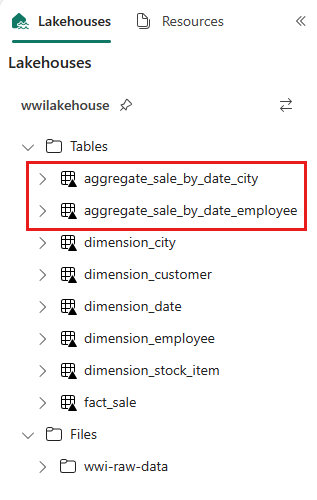 Lakehouses Resources
Lakehouses
wwilakehouse
Tables
aggregate_sale_by_date_city
aggregate_sale_by_date_employee
dimension_city
dimension_customer
dimension_date
dimension_employee
dimension_stock_item
fact_sale
Files
wwi-raw-data